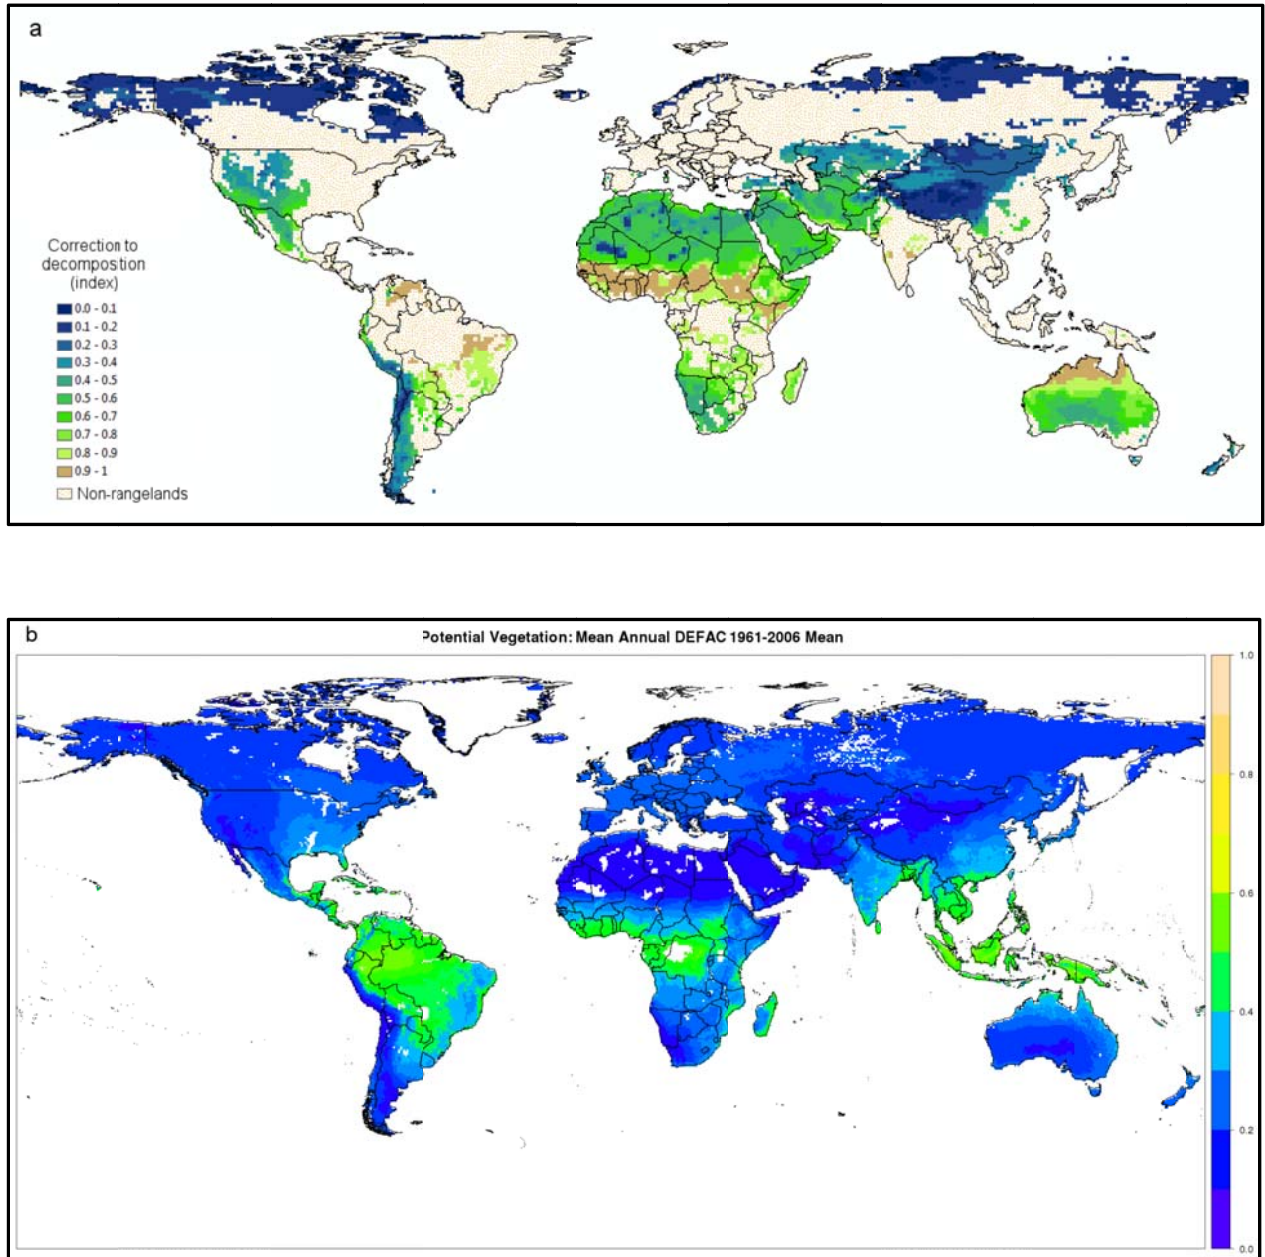 a
Correction to
decompostion
(index)
0.0 - 0.1
0.1 - 0.2
0.2 - 0.3
0.3 - 0.4
0.4 - 0.5
0.5 - 0.6
0.6 - 0.7
0.7 - 0.8
0.8 - 0.9
0.9 - 1
Non-rangelands
b
Potential Vegetation: Mean Annual DEFAC 1961-2006 Mean
1.0
0.8
0.6
0.4
0.2
0.0